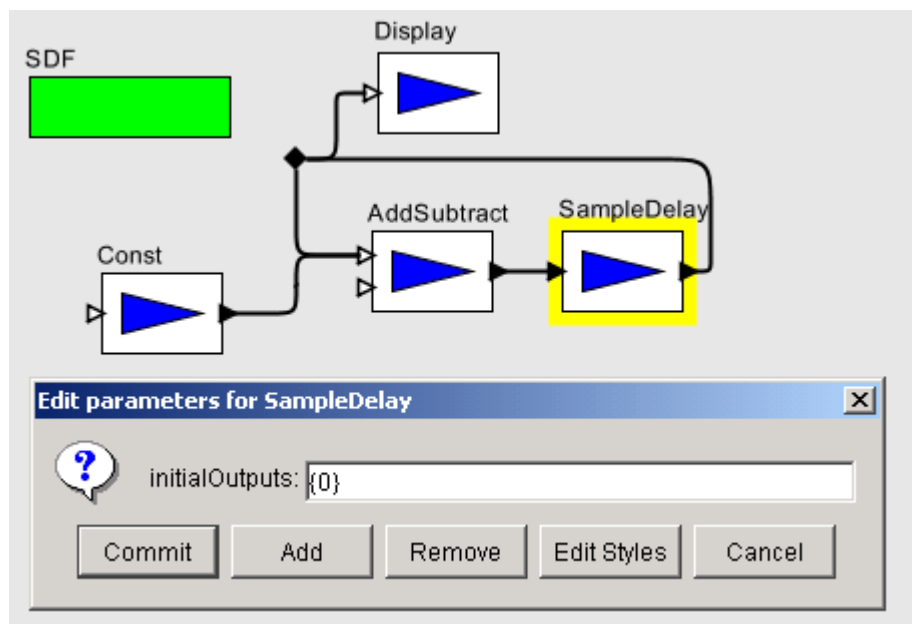 Display
SDF
AddSubtract
SampleDelay
Const
Edit parameters for SampleDelay
?
initialOutputs: {0}
Commit Add Remove Edit Styles Cancel